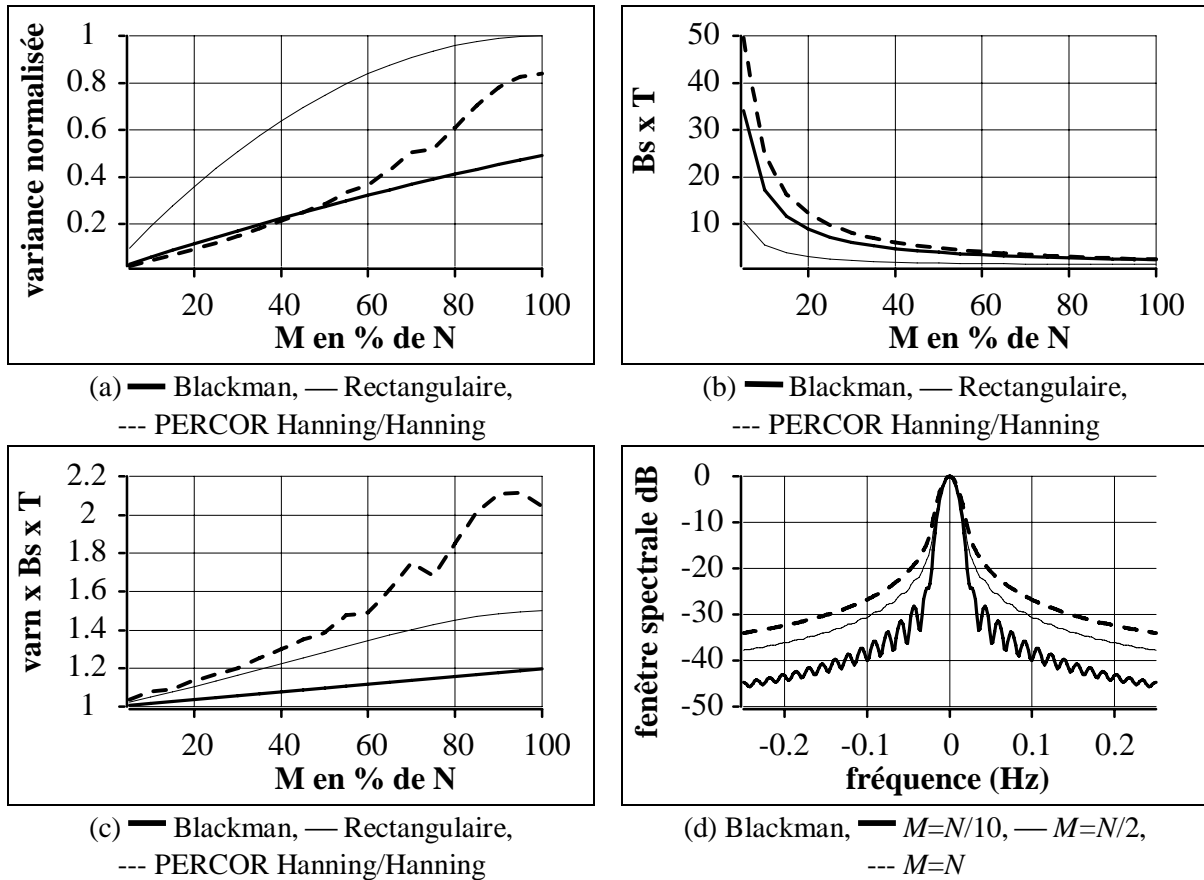 variance normalisée
1
0.8
0.6
0.4
0.2
20 40 60 80 100
M en % de N
(a) Blackman, Rectangulaire,
--- PERCOR Hanning/Hanning
Bs x T
50
40
30
20
10
20 40 60 80 100
M en % de N
(b) Blackman, Rectangulaire,
--- PERCOR Hanning/Hanning
varn x Bs x T
2.2
2
1.8
1.6
1.4
1.2
1
20 40 60 80 100
M en % de N
(c) Blackman, Rectangulaire,
--- PERCOR Hanning/Hanning
fenêtre spectrale dB
0
-10
-20
-30
-40
-50
-0.2 -0.1 0 0.1 0.2
fréquence (Hz)
(d) Blackman, M=N/10, M=N/2,
--- M=N